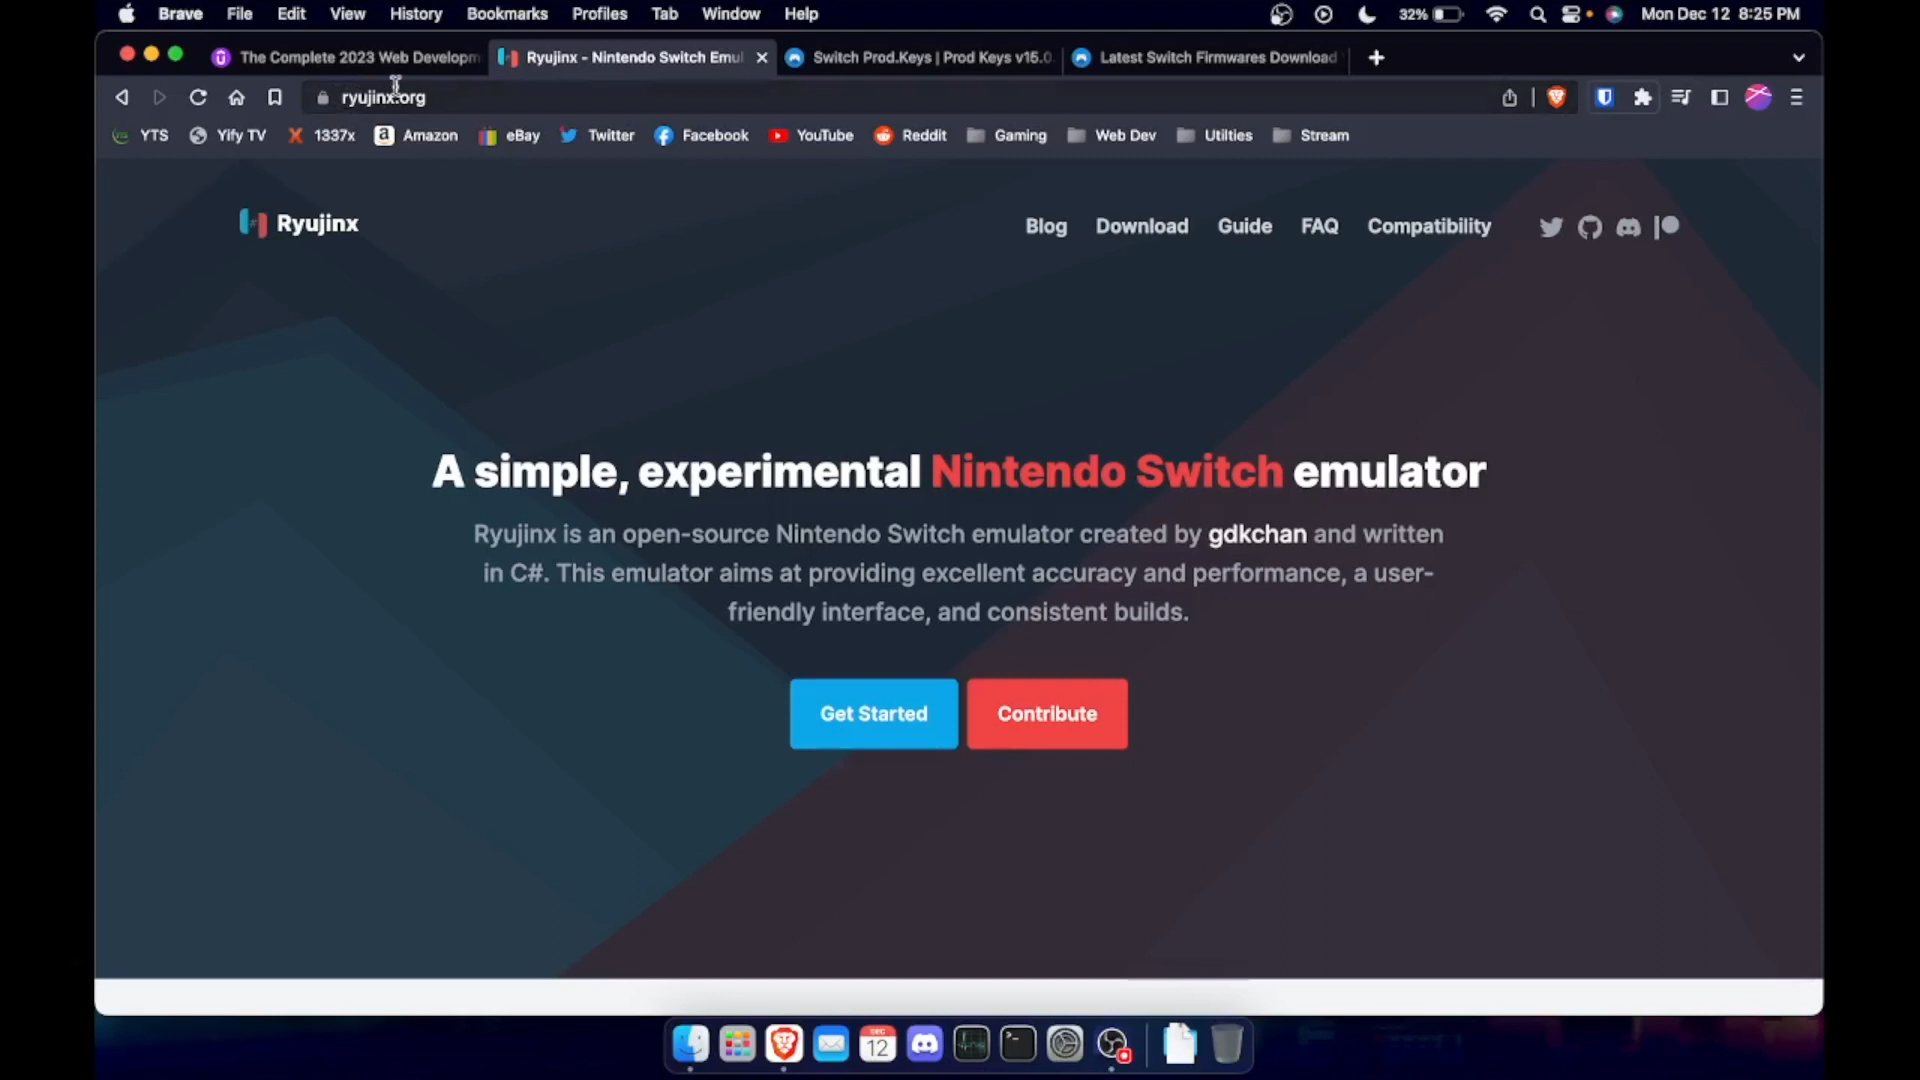 Brave File Edit View History Bookmarks Profiles Tab Window Help 32% Mon Dec 12 8:25 PM
The Complete 2023 Web Developm Ryujinx - Nintendo Switch Emul Switch Prod.Keys | Prod Keys v15.0. Latest Switch Firmwares Download
ryujinx.org
YTS Yify TV 1337x Amazon eBay Twitter Facebook YouTube Reddit Gaming Web Dev Utilties Stream
Ryujinx Blog Download Guide FAQ Compatibility
A simple, experimental Nintendo Switch emulator
Ryujinx is an open-source Nintendo Switch emulator created by gdkchan and written
in C#. This emulator aims at providing excellent accuracy and performance, a user-
friendly interface, and consistent builds.
Get Started Contribute
DEC
12